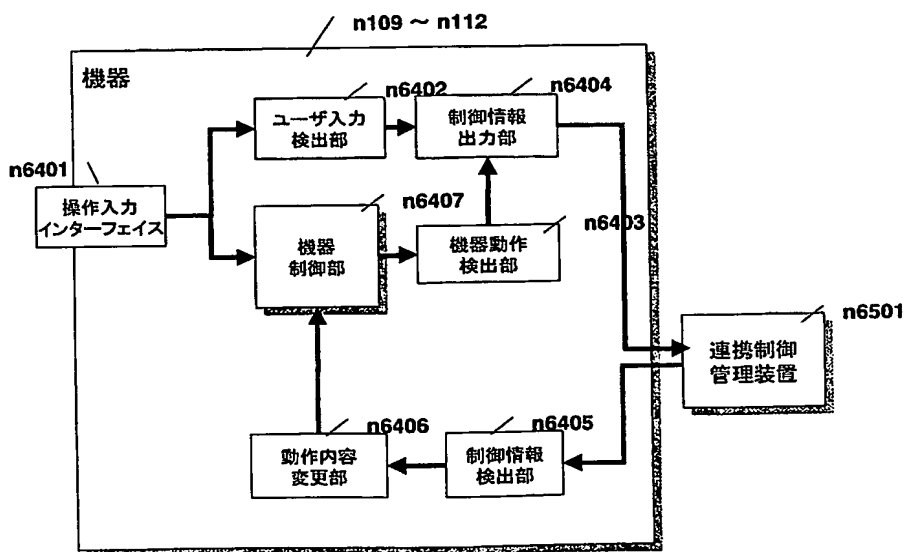 n109 ～ n112
機器
n6402
n6404
ユーザ入力
検出部
制御情報
出力部
n6401
操作入力
インターフェイス
n6407
n6403
機器
制御部
機器動作
検出部
n6501
連携制御
管理装置
n6406
n6405
動作内容
変更部
制御情報
検出部